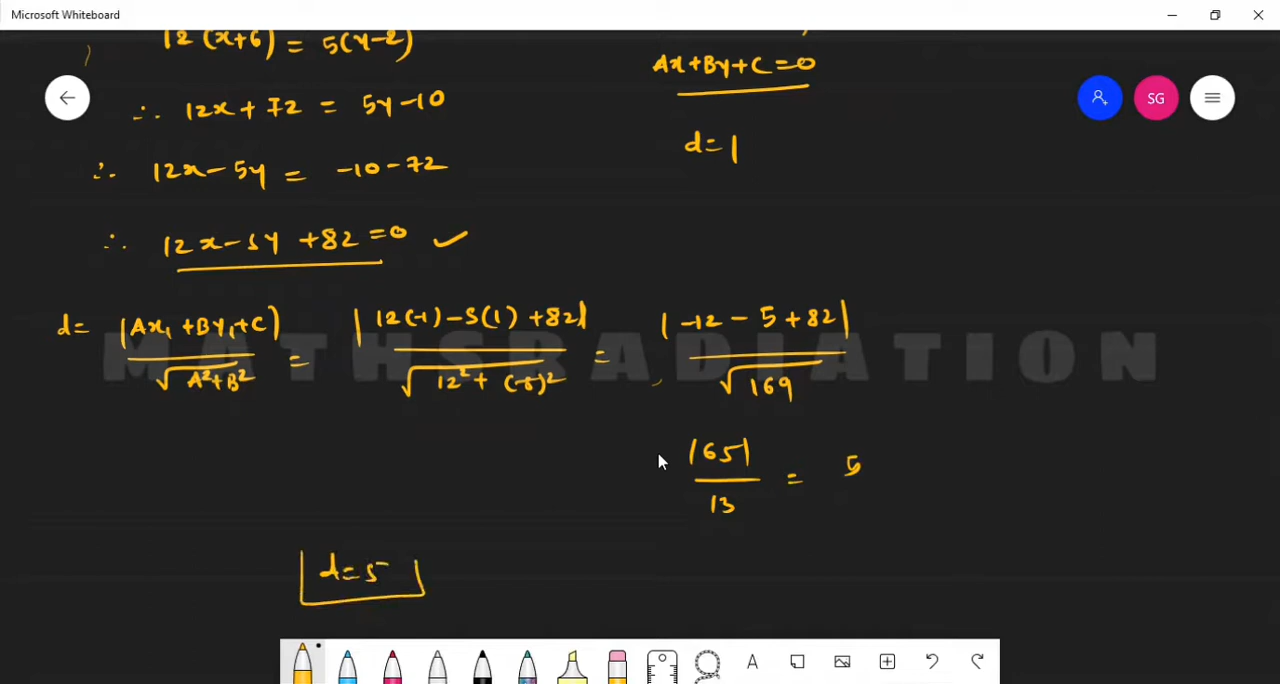 Microsoft Whiteboard
12(x+6) = 5(y-2)
Ax+By+C=0
SG
∴ 12x+72 = 5y-10
d= |
∴ 12x-5y = -10-72
∴ 12x-5y+82=0 ✓
d= |Ax₁+By₁+C| / √A²+B² = |12(-1)-5(1)+82| / √12²+(-5)² = |-12-5+82| / √169
MATHSRADIATION
|65| / 13 = 5
d=5
A